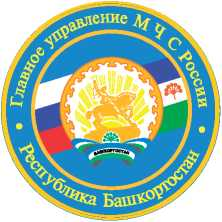 Главное управление М Ч С России
БАШКОРТОСТАН
Республика Башкортостан